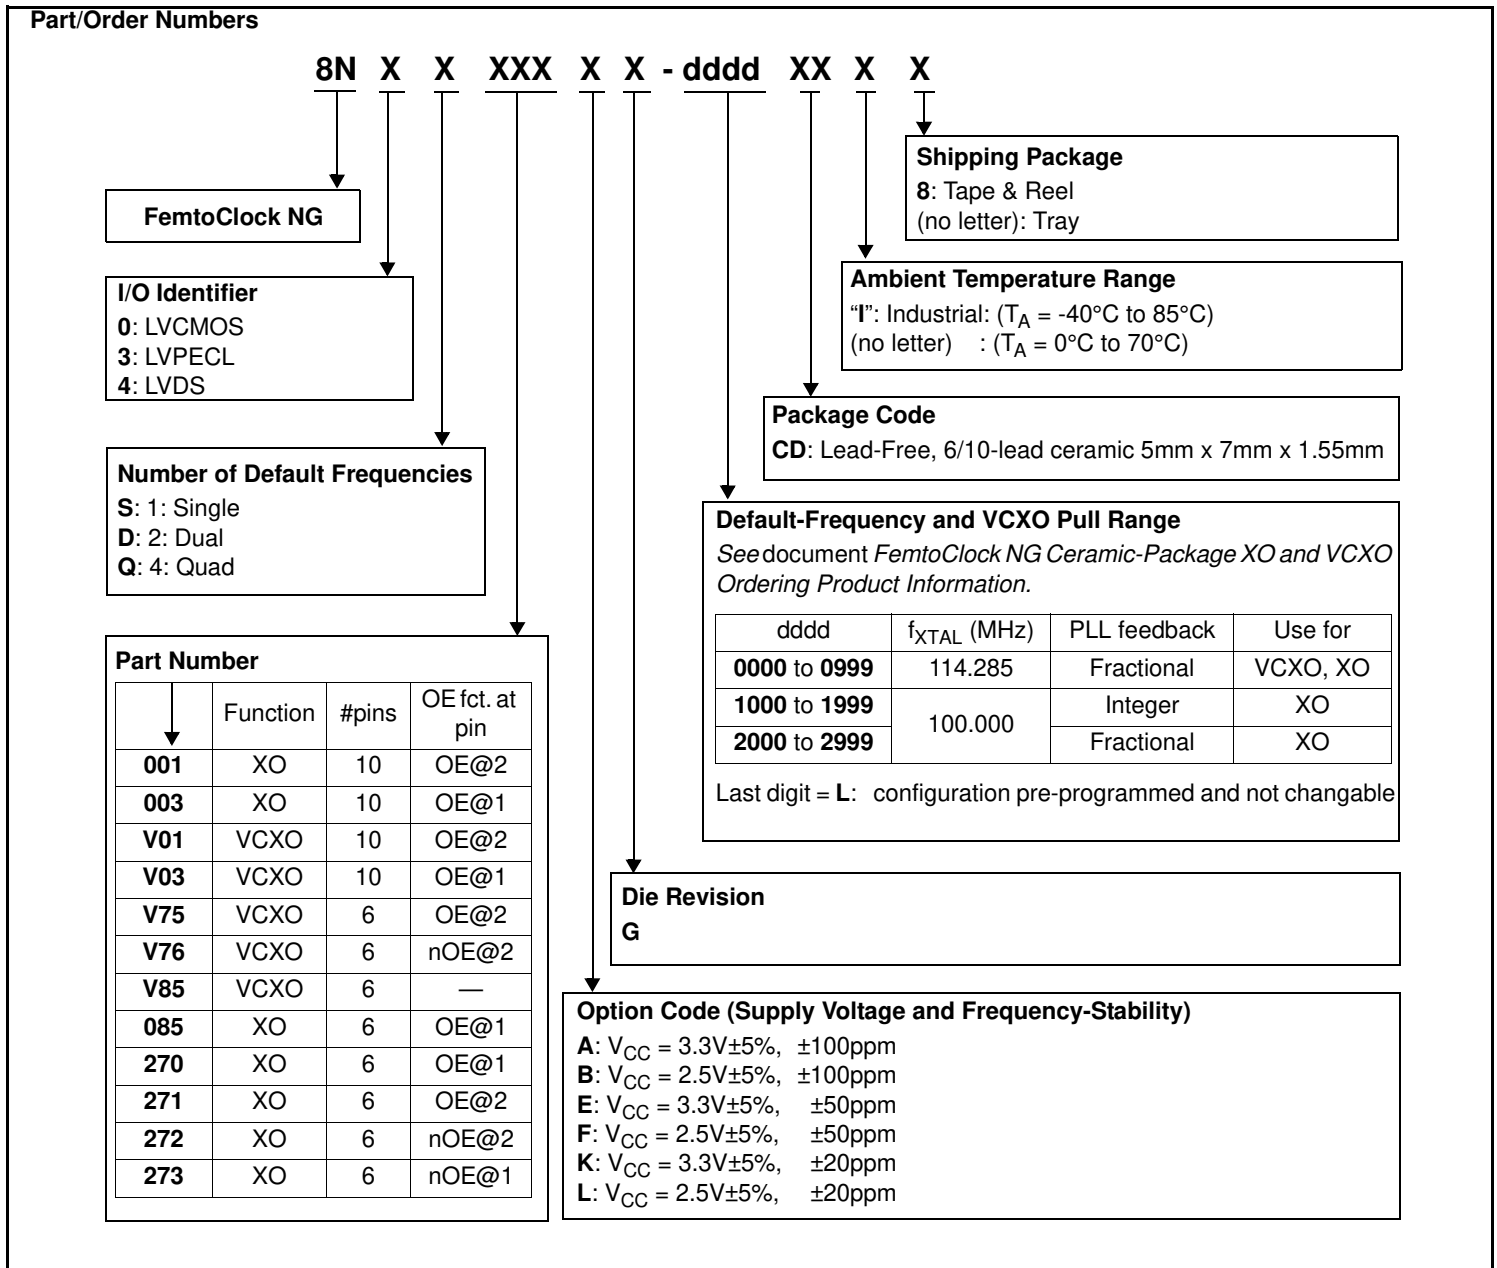 Part/Order Numbers
8N X X XXX X X - dddd XX X X
Shipping Package
8: Tape & Reel
(no letter): Tray
FemtoClock NG
Ambient Temperature Range
“I”: Industrial: (TA = -40°C to 85°C)
(no letter) : (TA = 0°C to 70°C)
I/O Identifier
0: LVCMOS
3: LVPECL
4: LVDS
Package Code
CD: Lead-Free, 6/10-lead ceramic 5mm x 7mm x 1.55mm
Number of Default Frequencies
S: 1: Single
D: 2: Dual
Q: 4: Quad
Default-Frequency and VCXO Pull Range
See document FemtoClock NG Ceramic-Package XO and VCXO
Ordering Product Information.
dddd fXTAL (MHz) PLL feedback Use for
0000 to 0999 114.285 Fractional VCXO, XO
1000 to 1999 100.000 Integer XO
2000 to 2999 Fractional XO
Last digit = L: configuration pre-programmed and not changable
Part Number
Function #pins OE fct. at
pin
001 XO 10 OE@2
003 XO 10 OE@1
V01 VCXO 10 OE@2
V03 VCXO 10 OE@1
V75 VCXO 6 OE@2
V76 VCXO 6 nOE@2
V85 VCXO 6 —
085 XO 6 OE@1
270 XO 6 OE@1
271 XO 6 OE@2
272 XO 6 nOE@2
273 XO 6 nOE@1
Die Revision
G
Option Code (Supply Voltage and Frequency-Stability)
A: VCC = 3.3V±5%, ±100ppm
B: VCC = 2.5V±5%, ±100ppm
E: VCC = 3.3V±5%, ±50ppm
F: VCC = 2.5V±5%, ±50ppm
K: VCC = 3.3V±5%, ±20ppm
L: VCC = 2.5V±5%, ±20ppm